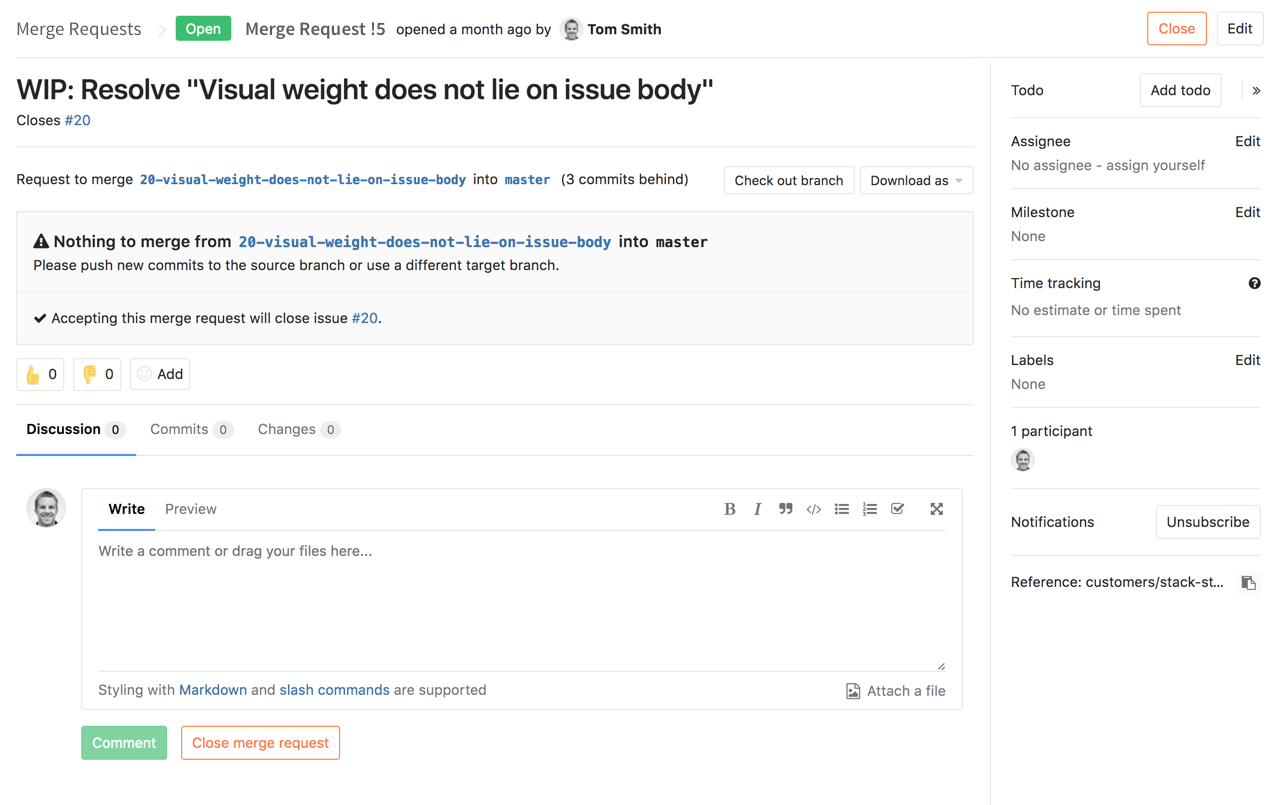 Merge Requests Open Merge Request !5 opened a month ago by Tom Smith Close Edit
WIP: Resolve "Visual weight does not lie on issue body"
Closes #20
Request to merge 20-visual-weight-does-not-lie-on-issue-body into master (3 commits behind) Check out branch Download as
Nothing to merge from 20-visual-weight-does-not-lie-on-issue-body into master
Please push new commits to the source branch or use a different target branch.
Accepting this merge request will close issue #20.
0 0 Add
Discussion 0 Commits 0 Changes 0
Write Preview B I
Write a comment or drag your files here...
Styling with Markdown and slash commands are supported Attach a file
Comment Close merge request
Todo Add todo »
Assignee Edit
No assignee - assign yourself
Milestone Edit
None
Time tracking
No estimate or time spent
Labels Edit
None
1 participant
Notifications Unsubscribe
Reference: customers/stack-st...